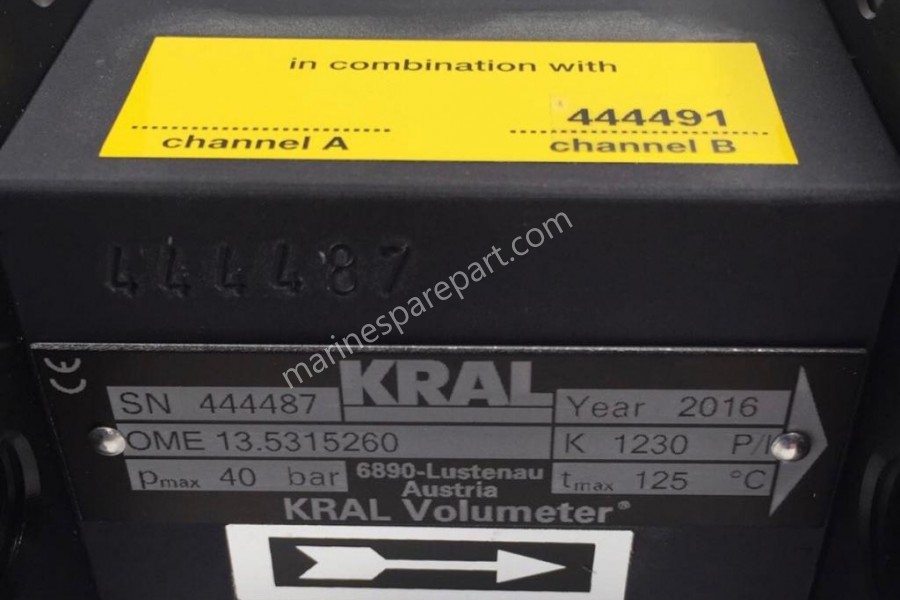 in combination with
444491
channel A
channel B
444487
marinesparepart.com
CE
KRAL
SN 444487
Year 2016
OME 13.5315260
K 1230 P/l
pmax 40 bar
6890-Lustenau
Austria
tmax 125 °C
KRAL Volumeter®